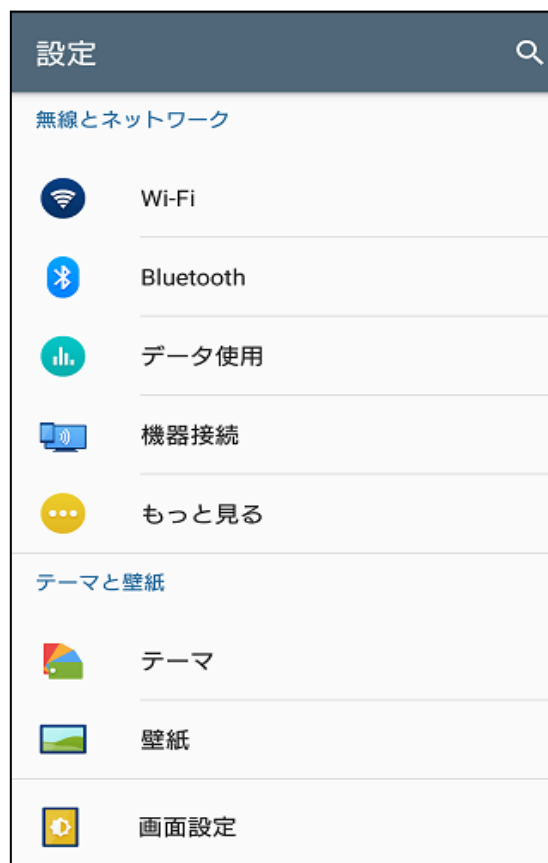 設定
無線とネットワーク
Wi-Fi
Bluetooth
データ使用
機器接続
もっと見る
テーマと壁紙
テーマ
壁紙
画面設定